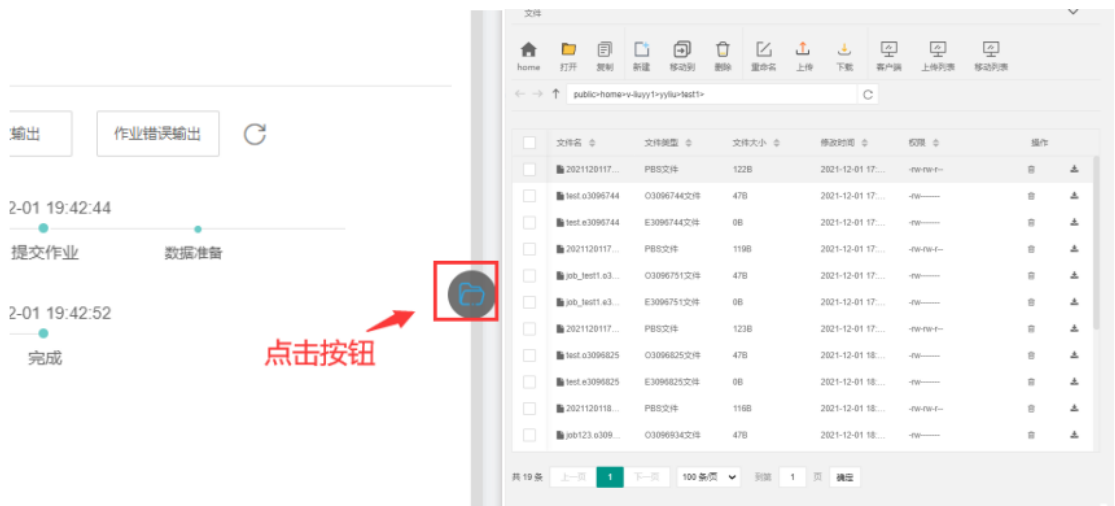 输出
作业错误输出
2-01 19:42:44
提交作业
数据准备
2-01 19:42:52
完成
点击按钮
文件
home 打开 复制 新建 移动到 删除 重命名 上传 下载 客户端 上传列表 移动列表
public>home>v-liuyy1>yyliu>test1>
文件名 文件类型 文件大小 修改时间 权限 操作
2021120117... PBS文件 122B 2021-12-01 17:... -rw-rw-r--
test.o3096744 O3096744文件 47B 2021-12-01 17:... -rw-------
test.e3096744 E3096744文件 0B 2021-12-01 17:... -rw-------
2021120117... PBS文件 119B 2021-12-01 17:... -rw-rw-r--
job_test1.o3... O3096751文件 47B 2021-12-01 17:... -rw-------
job_test1.e3... E3096751文件 0B 2021-12-01 17:... -rw-------
2021120117... PBS文件 123B 2021-12-01 17:... -rw-rw-r--
test.o3096825 O3096825文件 47B 2021-12-01 18:... -rw-------
test.e3096825 E3096825文件 0B 2021-12-01 18:... -rw-------
2021120118... PBS文件 116B 2021-12-01 18:... -rw-rw-r--
job123.o309... O3096934文件 47B 2021-12-01 18:... -rw-------
共 19 条 上一页 1 下一页 100 条/页 到第 1 页 确定